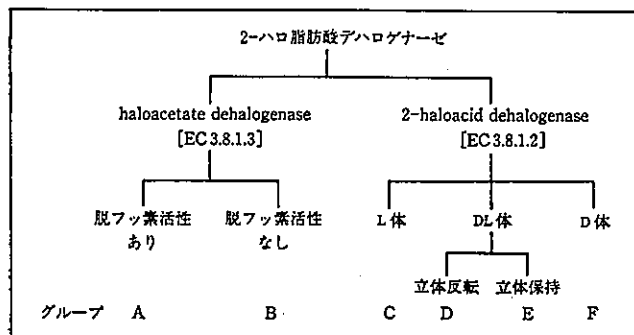 2-ハロ脂肪酸デハロゲナーゼ
haloacetate dehalogenase 2-haloacid dehalogenase
[EC 3.8.1.3] [EC 3.8.1.2]
脱フッ素活性 脱フッ素活性 L体 DL体 D体
あり なし
立体反転 立体保持
グループ A B C D E F